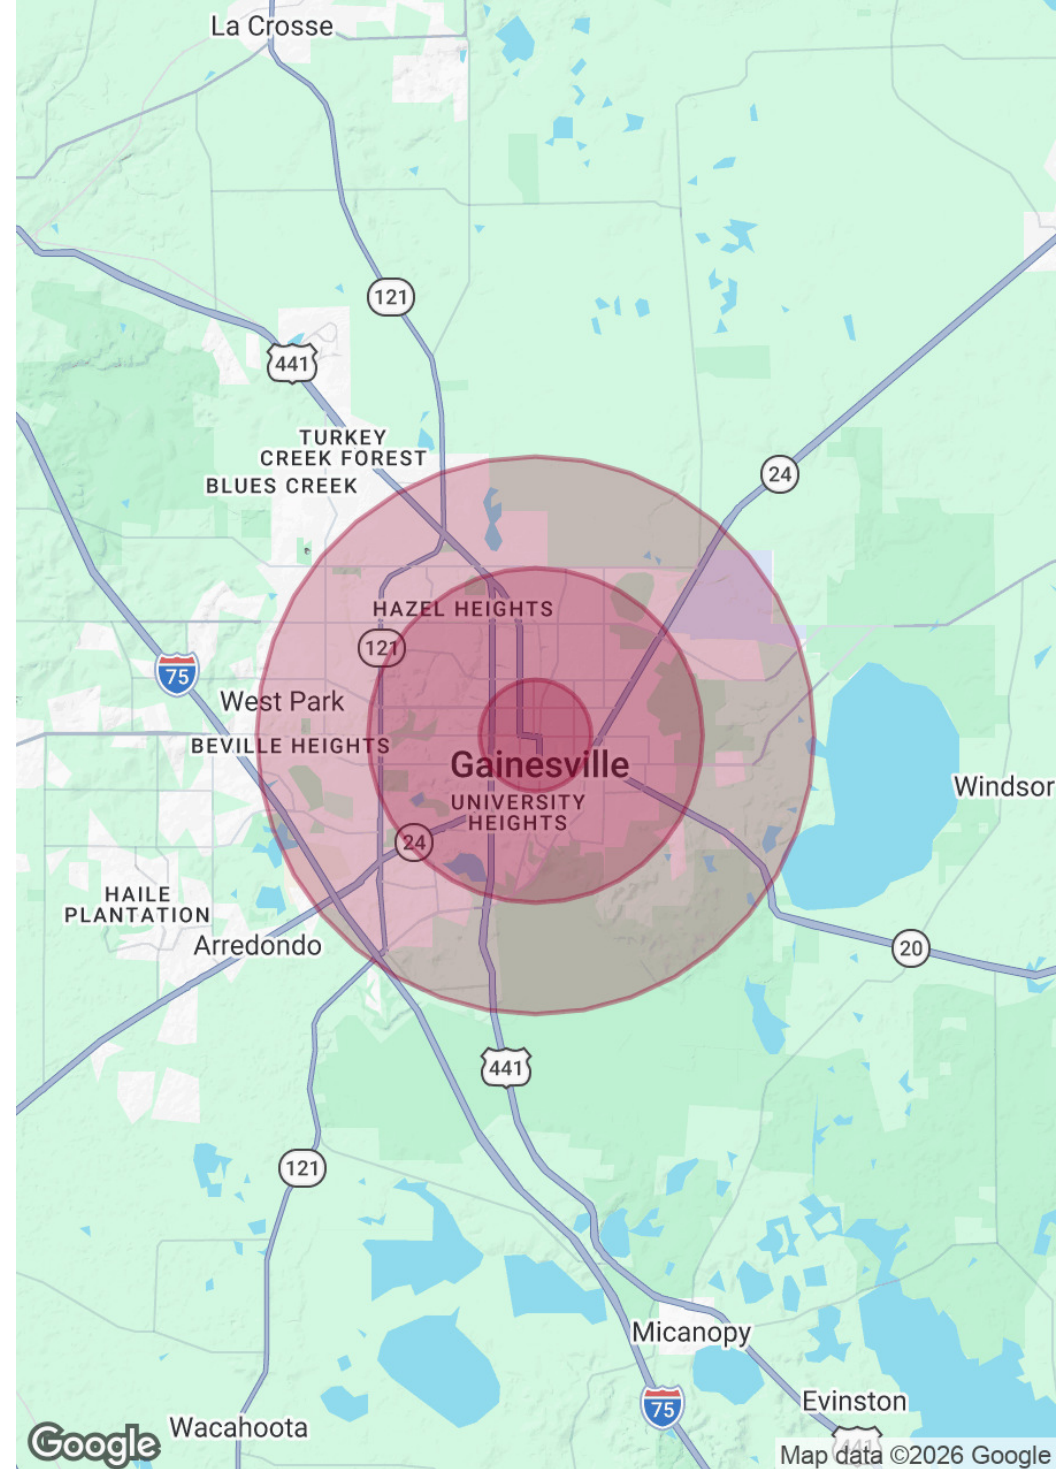 La Crosse
121
441
TURKEY
CREEK FOREST
BLUES CREEK
24
HAZEL HEIGHTS
121
75
West Park
BEVILLE HEIGHTS
Gainesville
Windsor
UNIVERSITY
HEIGHTS
24
HAILE
PLANTATION
Arredondo
20
441
121
Micanopy
Evinston
75
Wacahoota
441
Google
Map data ©2026 Google